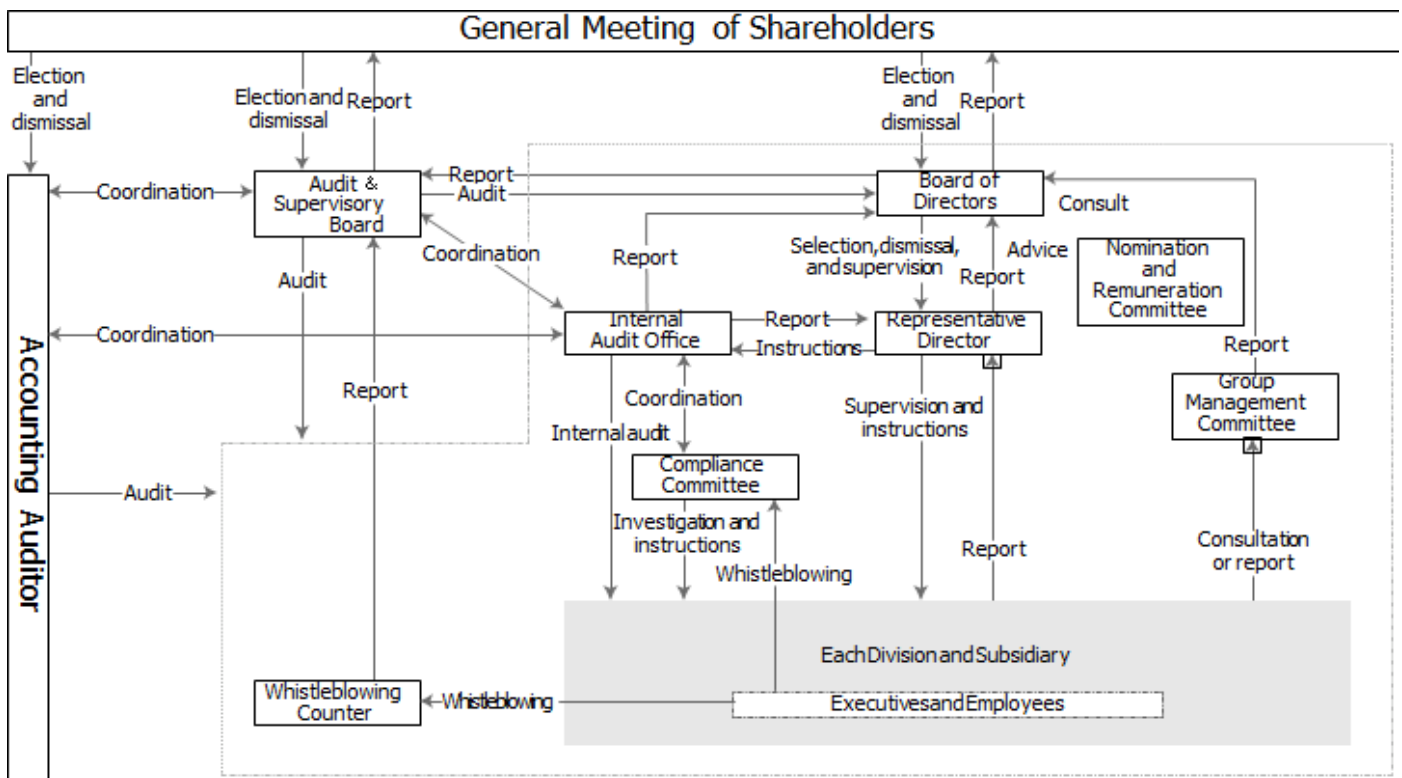 General Meeting of Shareholders
Election
and
dismissal
Election and
dismissal
Report
Election
and
dismissal
Report
Coordination
Audit &
Supervisory
Board
Report
Audit
Board of
Directors
Consult
Coordination
Report
Selection, dismissal,
and supervision
Advice
Report
Nomination
and
Remuneration
Committee
Audit
Coordination
Internal
Audit Office
Report
Instructions
Representative
Director
Report
Accounting Auditor
Report
Coordination
Supervision and
instructions
Group
Management
Committee
Internal audit
Compliance
Committee
Audit
Investigation and
instructions
Whistleblowing
Report
Consultation
or report
Each Division and Subsidiary
Whistleblowing
Counter
Whistleblowing
Executives and Employees